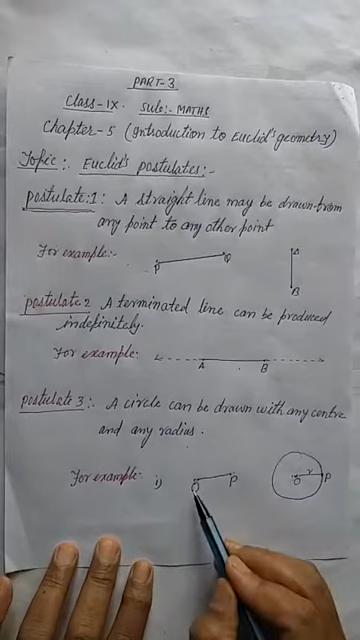 PART-3
Class-IX. Sub:- MATHS
Chapter-5 (Introduction to Euclid's geometry)
Topic:- Euclid's postulates:-
Postulate:1: A straight line may be drawn from
any point to any other point
For example:-
P Q A B
Postulate 2 A terminated line can be produced
indefinitely.
For example:-
A B
Postulate 3:- A circle can be drawn with any centre
and any radius.
For example:- i) O P O r P